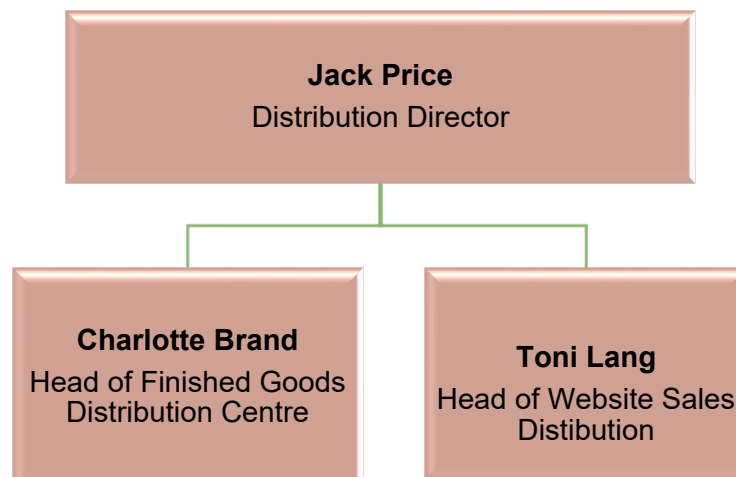 Jack Price
Distribution Director
Charlotte Brand
Head of Finished Goods
Distribution Centre
Toni Lang
Head of Website Sales
Distibution